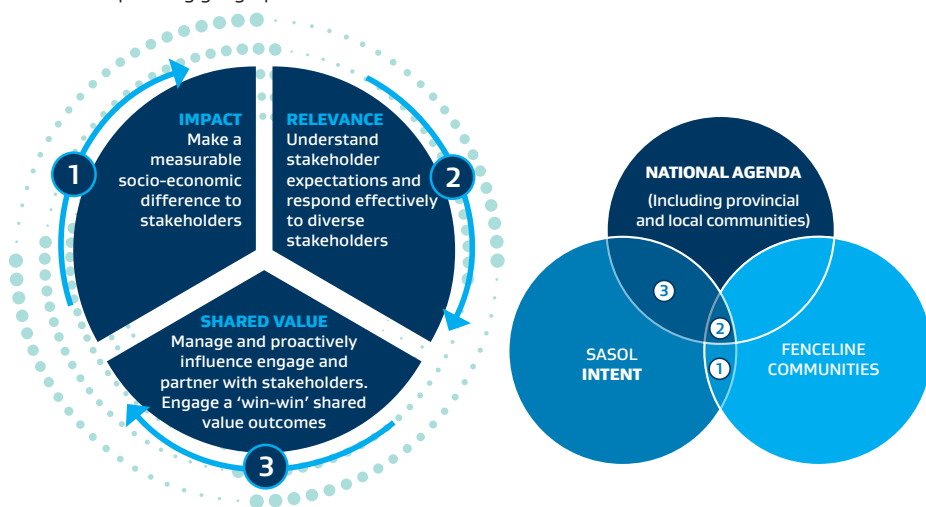 IMPACT
Make a
measurable
socio-economic
difference to
stakeholders
1
RELEVANCE
Understand
stakeholder
expectations and
respond effectively
to diverse
stakeholders
2
SHARED VALUE
Manage and proactively
influence engage and
partner with stakeholders.
Engage a ‘win-win’ shared
value outcomes
3
NATIONAL AGENDA
(Including provincial
and local communities)
3
2
1
SASOL
INTENT
FENCELINE
COMMUNITIES